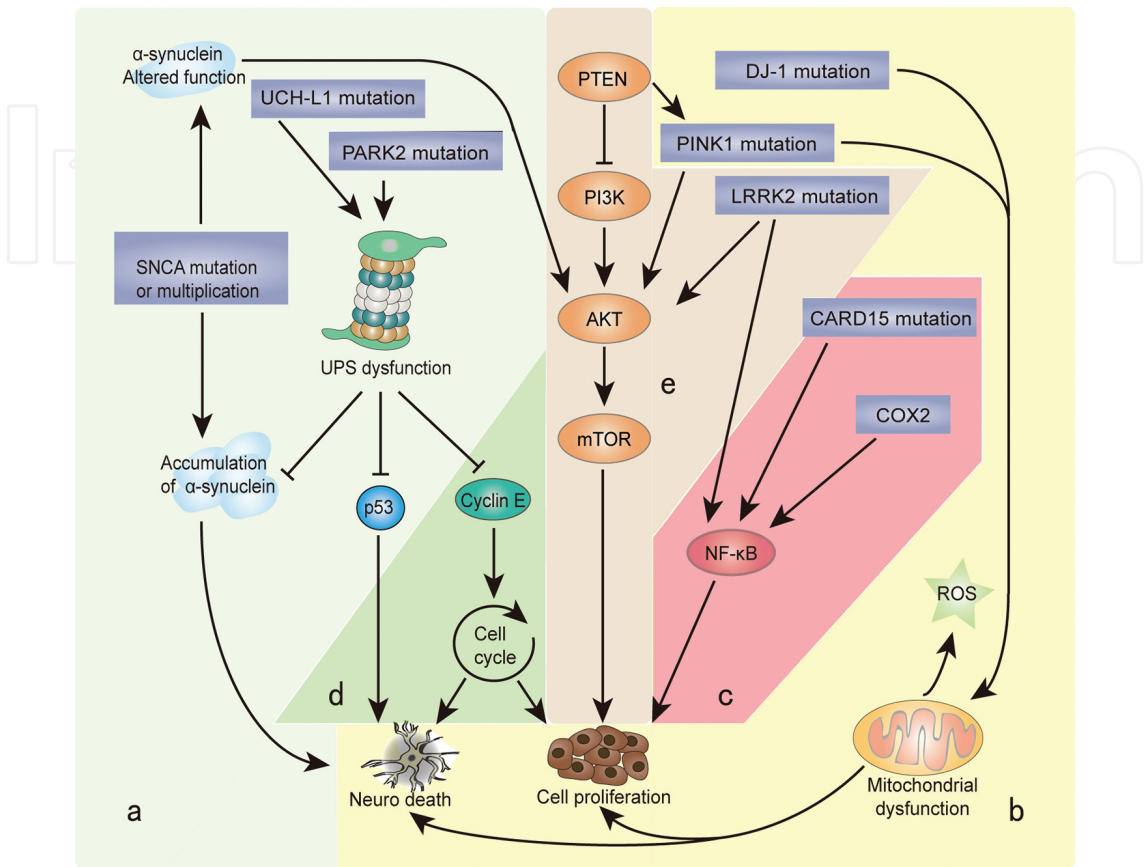 α-synuclein
Altered function
UCH-L1 mutation
PARK2 mutation
SNCA mutation
or multiplication
UPS dysfunction
Accumulation
of α-synuclein
p53
Cyclin E
Cell
cycle
d
Neuro death
a
PTEN
PI3K
AKT
mTOR
e
Cell proliferation
DJ-1 mutation
PINK1 mutation
LRRK2 mutation
CARD15 mutation
COX2
NF-κB
c
ROS
Mitochondrial
dysfunction
b